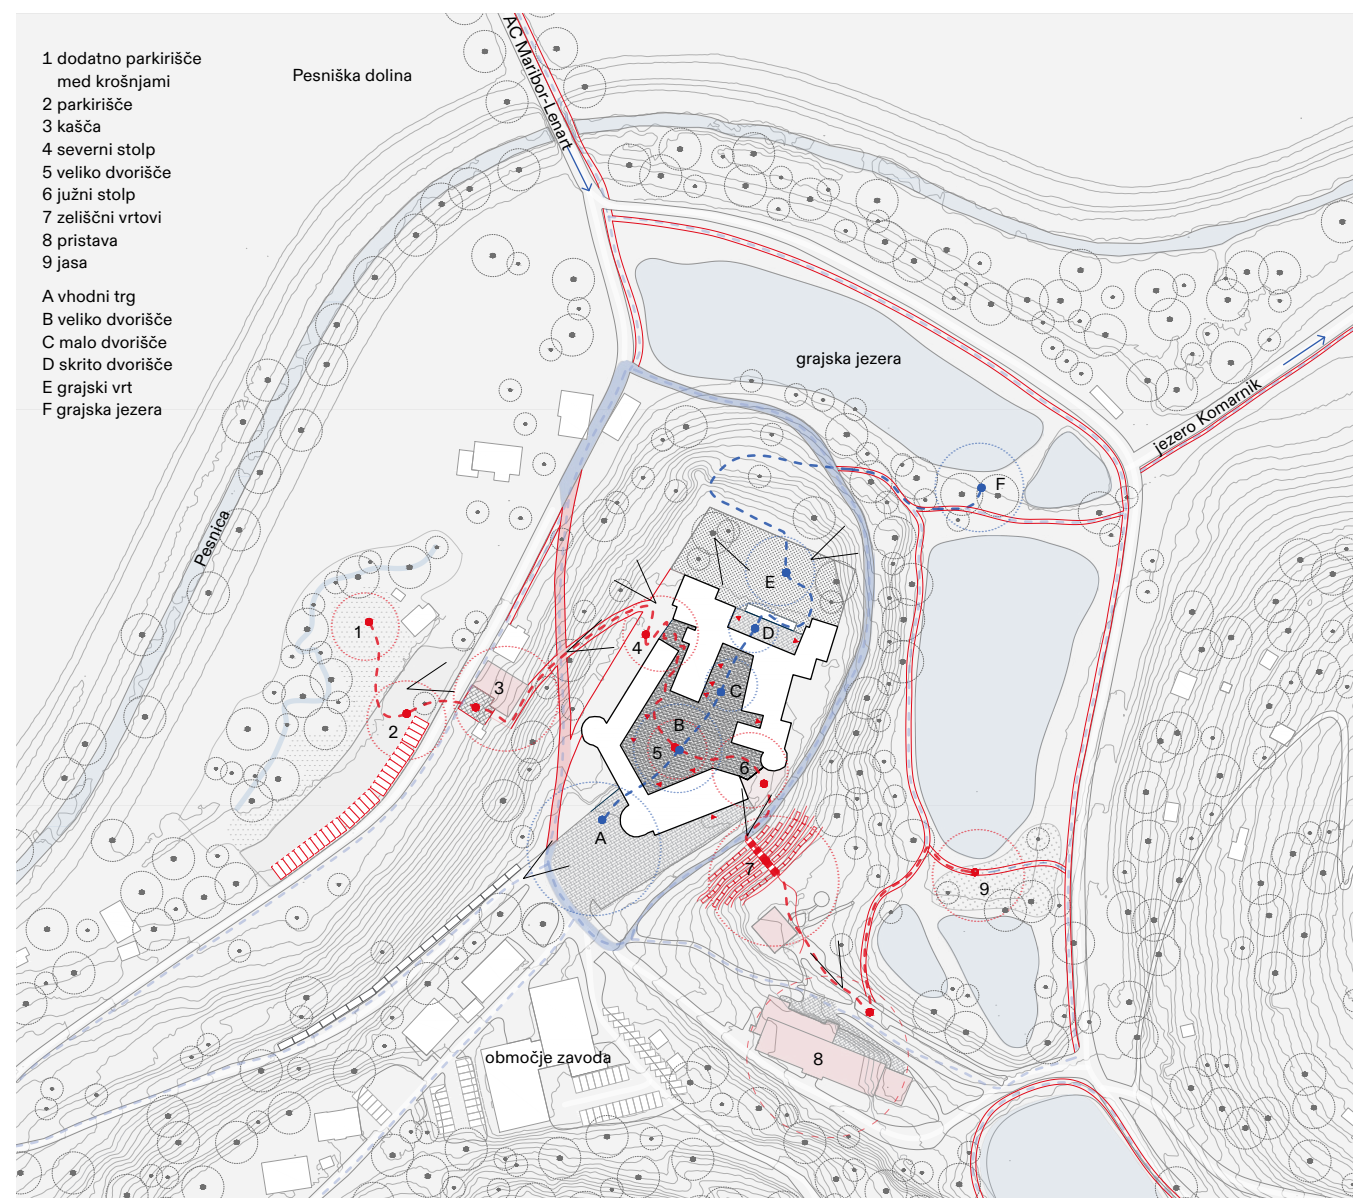 1 dodatno parkirišče
med krošnjami
2 parkirišče
3 kašča
4 severni stolp
5 veliko dvorišče
6 južni stolp
7 zeliščni vrtovi
8 pristava
9 jasa
A vhodni trg
B veliko dvorišče
C malo dvorišče
D skrito dvorišče
E grajski vrt
F grajska jezera
Pesniška dolina
AC Maribor-Lenart
grajska jezera
jezero Komarnik
Pesnica
F
E
1
D
4
3
C
2
B
5
6
A
7
9
območje zavoda
8